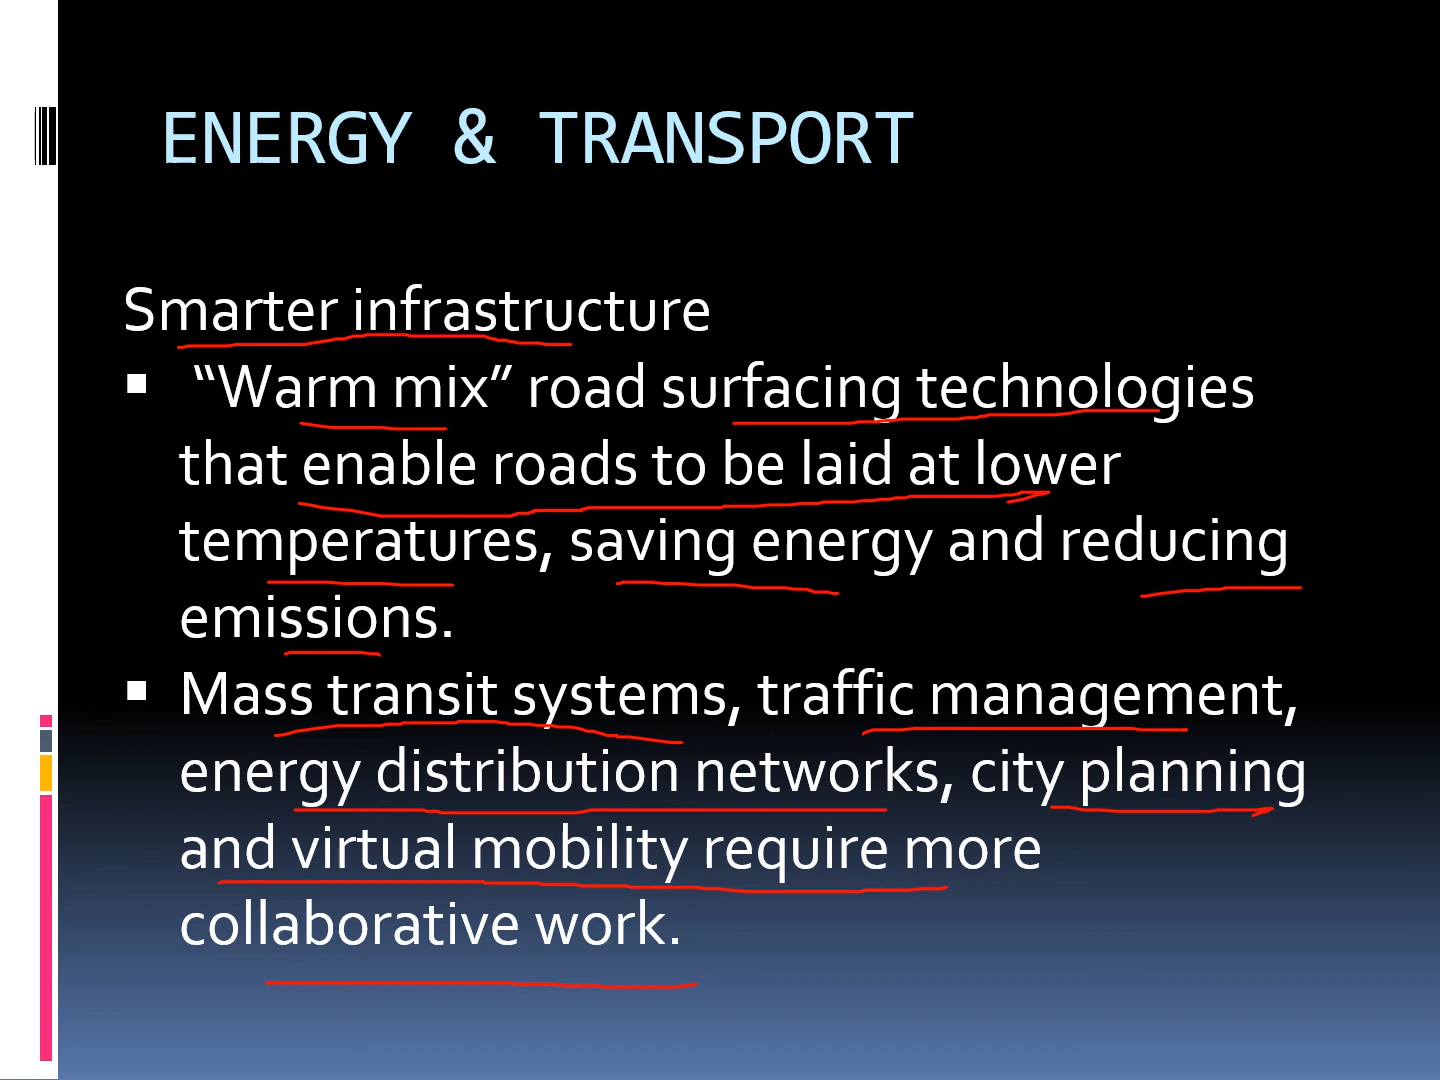 ENERGY & TRANSPORT
Smarter infrastructure
▪ “Warm mix” road surfacing technologies
that enable roads to be laid at lower
temperatures, saving energy and reducing
emissions.
▪ Mass transit systems, traffic management,
energy distribution networks, city planning
and virtual mobility require more
collaborative work.